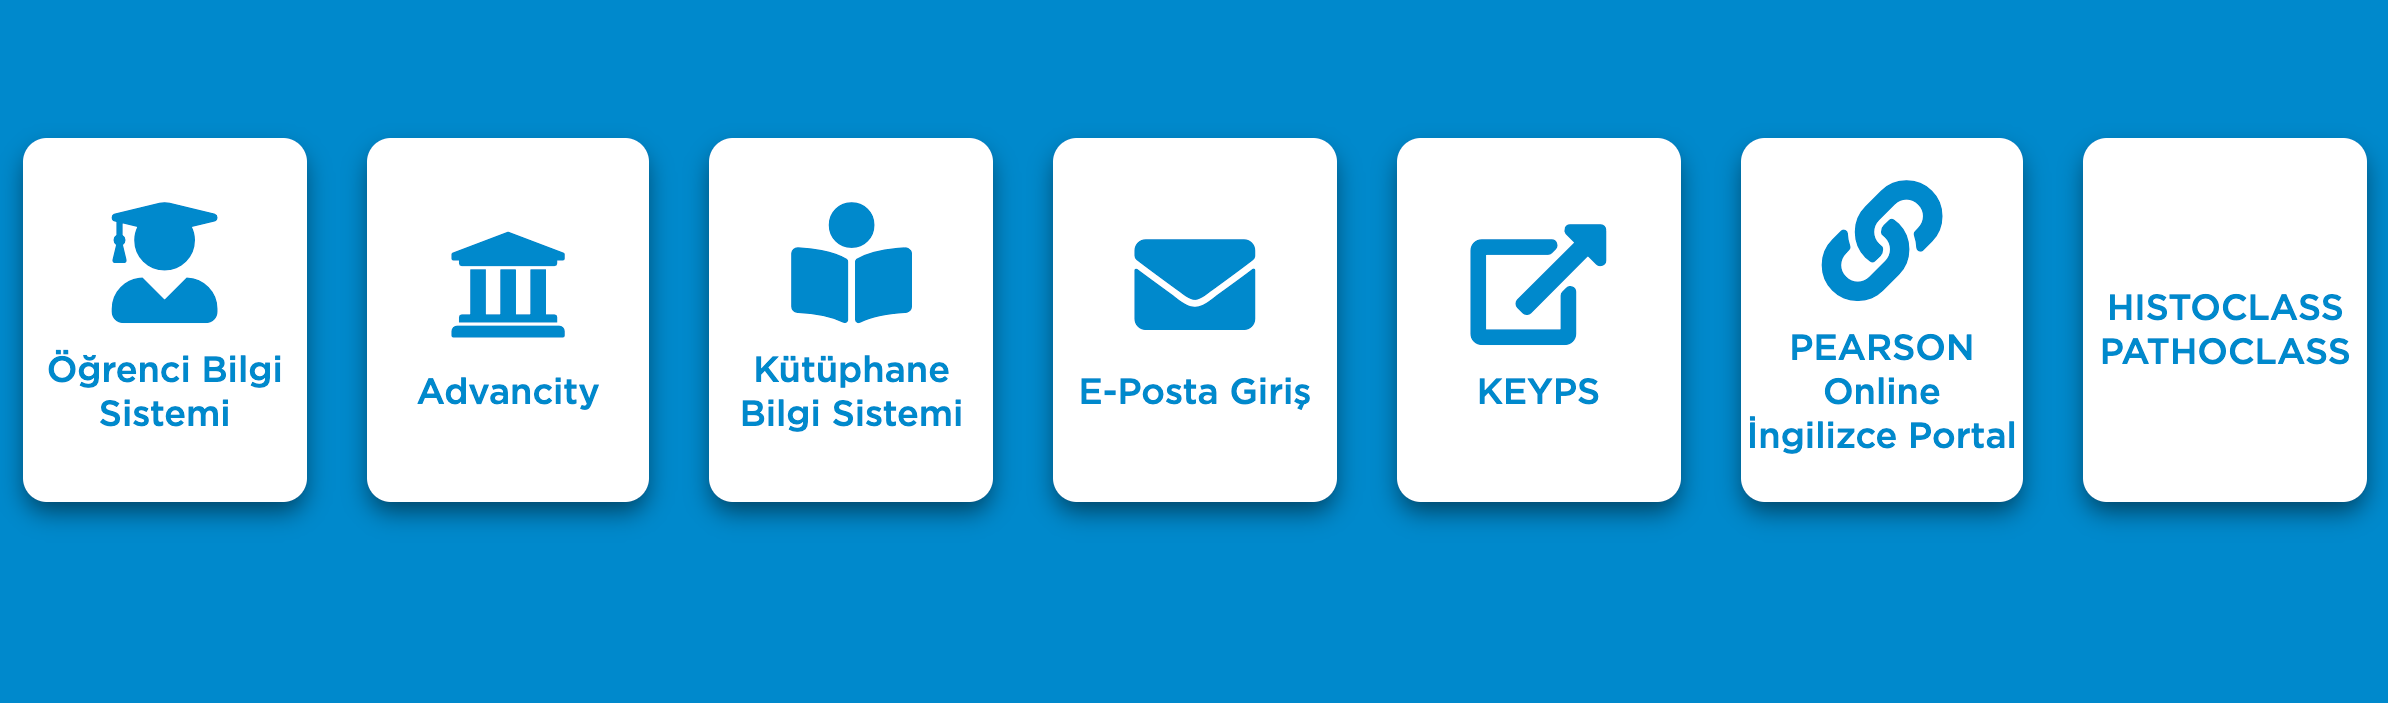 Öğrenci Bilgi
Sistemi
Advancity
Kütüphane
Bilgi Sistemi
E-Posta Giriş
KEYPS
PEARSON
Online
İngilizce Portal
HISTOCLASS
PATHOCLASS